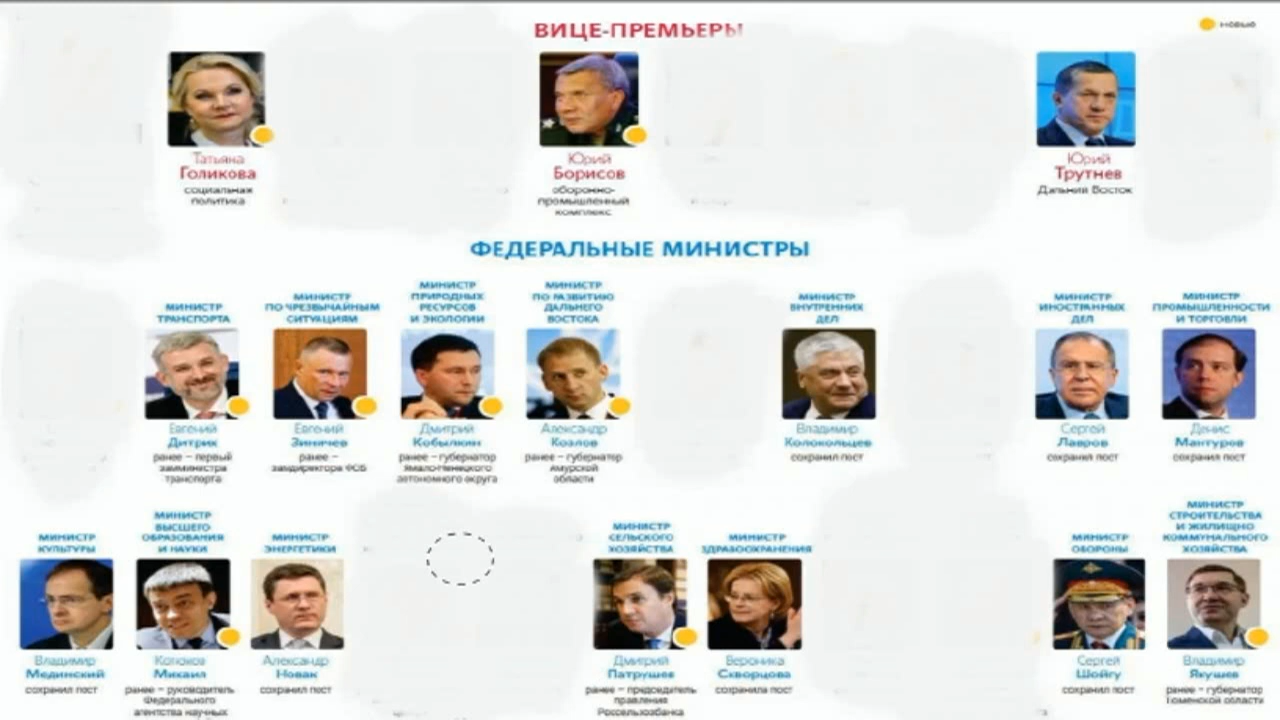 ВИЦЕ-ПРЕМЬЕРЫ
новые
Татьяна
Голикова
социальная
политика
Юрий
Борисов
оборонно-
промышленный
комплекс
Юрий
Трутнев
Дальний Восток
ФЕДЕРАЛЬНЫЕ МИНИСТРЫ
МИНИСТР
ТРАНСПОРТА
Евгений
Дитрих
ранее – первый
замминистра
транспорта
МИНИСТР
ПО ЧРЕЗВЫЧАЙНЫМ
СИТУАЦИЯМ
Евгений
Зиничев
ранее –
замдиректора ФСБ
МИНИСТР
ПРИРОДНЫХ
РЕСУРСОВ
И ЭКОЛОГИИ
Дмитрий
Кобылкин
ранее – губернатор
Ямало-Ненецкого
автономного округа
МИНИСТР
ПО РАЗВИТИЮ
ДАЛЬНЕГО
ВОСТОКА
Александр
Козлов
ранее – губернатор
Амурской
области
МИНИСТР
ВНУТРЕННИХ
ДЕЛ
Владимир
Колокольцев
сохранил пост
МИНИСТР
ИНОСТРАННЫХ
ДЕЛ
Сергей
Лавров
сохранил пост
МИНИСТР
ПРОМЫШЛЕННОСТИ
И ТОРГОВЛИ
Денис
Мантуров
сохранил пост
МИНИСТР
КУЛЬТУРЫ
Владимир
Мединский
сохранил пост
МИНИСТР
ВЫСШЕГО
ОБРАЗОВАНИЯ
И НАУКИ
Котюков
Михаил
ранее – руководитель
Федерального
агентства научных
МИНИСТР
ЭНЕРГЕТИКИ
Александр
Новак
сохранил пост
МИНИСТР
СЕЛЬСКОГО
ХОЗЯЙСТВА
Дмитрий
Патрушев
ранее – председатель
правления
Россельхозбанка
МИНИСТР
ЗДРАВООХРАНЕНИЯ
Вероника
Скворцова
сохранила пост
МИНИСТР
ОБОРОНЫ
Сергей
Шойгу
сохранил пост
МИНИСТР
СТРОИТЕЛЬСТВА
И ЖИЛИЩНО
КОММУНАЛЬНОГО
ХОЗЯЙСТВА
Владимир
Якушев
ранее – губернатор
Тюменской области